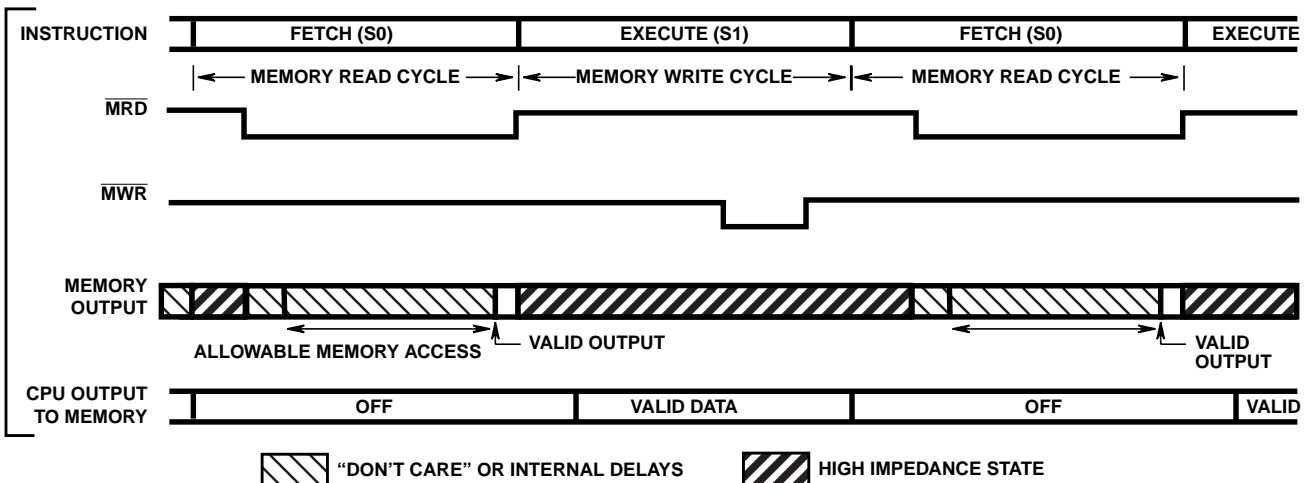 INSTRUCTION FETCH (S0) EXECUTE (S1) FETCH (S0) EXECUTE
MEMORY READ CYCLE MEMORY WRITE CYCLE MEMORY READ CYCLE
MRD
MWR
MEMORY
OUTPUT
ALLOWABLE MEMORY ACCESS
VALID OUTPUT
VALID
OUTPUT
CPU OUTPUT
TO MEMORY
OFF VALID DATA OFF VALID
“DON’T CARE” OR INTERNAL DELAYS
HIGH IMPEDANCE STATE